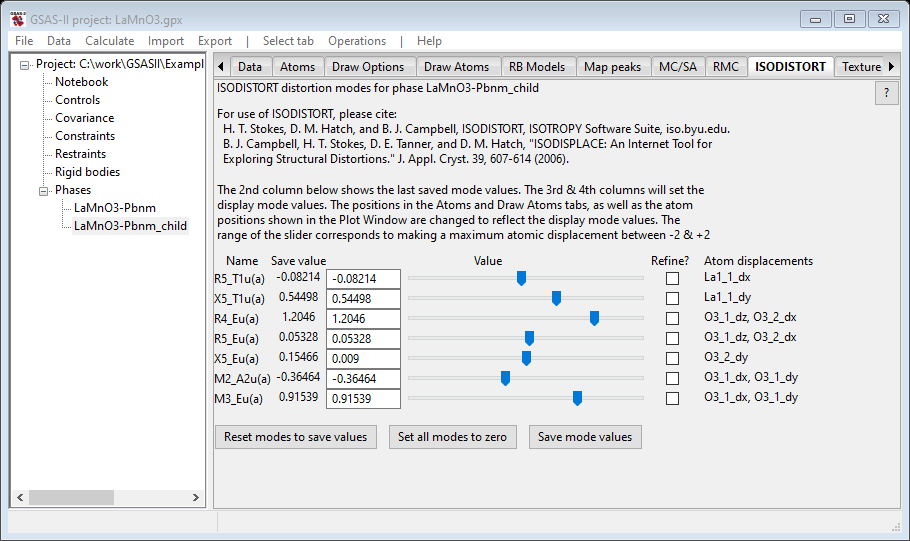 GSAS-II project: LaMnO3.gpx
File Data Calculate Import Export | Select tab Operations | Help
Project: C:\work\GSASII\Exampl
Notebook
Controls
Covariance
Constraints
Restraints
Rigid bodies
Phases
LaMnO3-Pbnm
LaMnO3-Pbnm_child
Data Atoms Draw Options Draw Atoms RB Models Map peaks MC/SA RMC ISODISTORT Texture
ISODISTORT distortion modes for phase LaMnO3-Pbnm_child
?
For use of ISODISTORT, please cite:
H. T. Stokes, D. M. Hatch, and B. J. Campbell, ISODISTORT, ISOTROPY Software Suite, iso.byu.edu.
B. J. Campbell, H. T. Stokes, D. E. Tanner, and D. M. Hatch, "ISODISPLACE: An Internet Tool for
Exploring Structural Distortions." J. Appl. Cryst. 39, 607-614 (2006).
The 2nd column below shows the last saved mode values. The 3rd & 4th columns will set the
display mode values. The positions in the Atoms and Draw Atoms tabs, as well as the atom
positions shown in the Plot Window are changed to reflect the display mode values. The
range of the slider corresponds to making a maximum atomic displacement between -2 & +2
Name Save value Value Refine? Atom displacements
R5_T1u(a) -0.08214 -0.08214 La1_1_dx
X5_T1u(a) 0.54498 0.54498 La1_1_dy
R4_Eu(a) 1.2046 1.2046 O3_1_dz, O3_2_dx
R5_Eu(a) 0.05328 0.05328 O3_1_dz, O3_2_dx
X5_Eu(a) 0.15466 0.009 O3_2_dy
M2_A2u(a) -0.36464 -0.36464 O3_1_dx, O3_1_dy
M3_Eu(a) 0.91539 0.91539 O3_1_dx, O3_1_dy
Reset modes to save values Set all modes to zero Save mode values